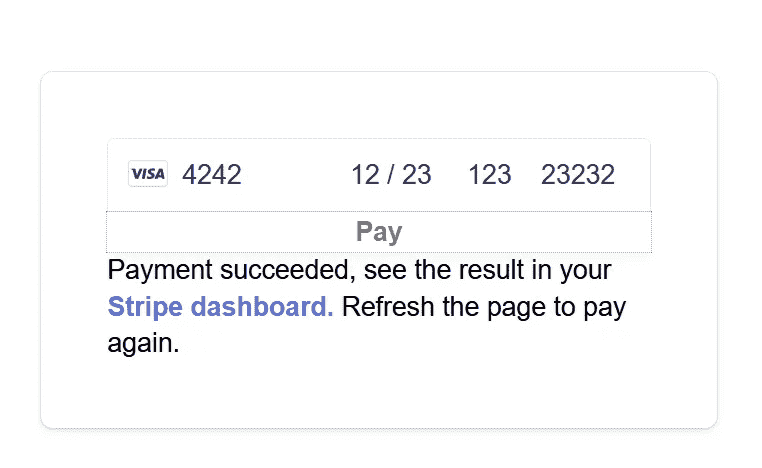 VISA 4242 12 / 23 123 23232
Pay
Payment succeeded, see the result in your
Stripe dashboard. Refresh the page to pay
again.